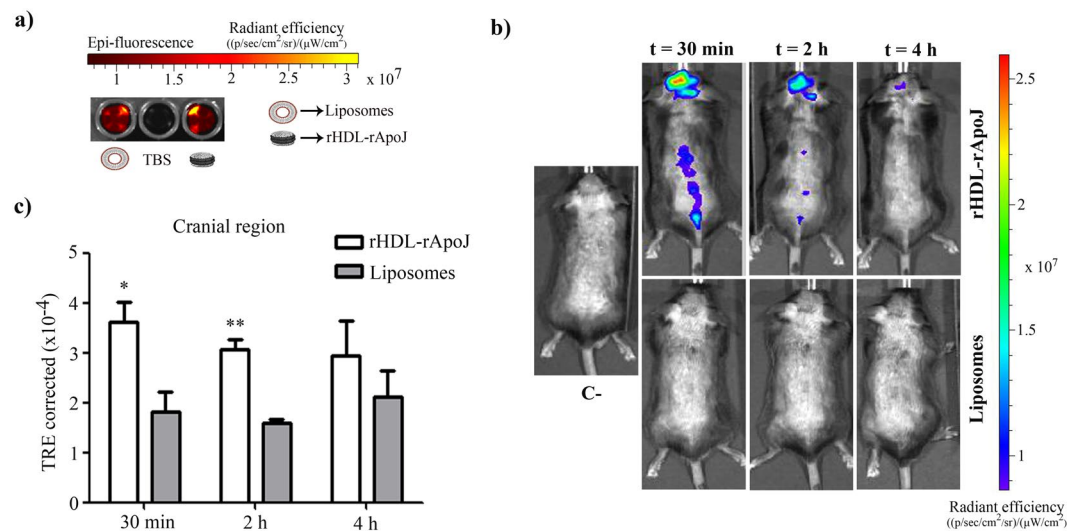 a)
Epi-fluorescence
Radiant efficiency
((p/sec/cm²/sr)/(μW/cm²)
1 1.5 2 2.5 3 x 10⁷
Liposomes
rHDL-rApoJ
TBS
b)
t = 30 min t = 2 h t = 4 h
rHDL-rApoJ
Liposomes
C-
2.5
2.0
x 10⁷
1.5
1
Radiant efficiency
((p/sec/cm²/sr)/(μW/cm²)
c)
Cranial region
rHDL-rApoJ
Liposomes
TRE corrected (x10⁻⁴)
5
4
3
2
1
0
*
**
30 min 2 h 4 h